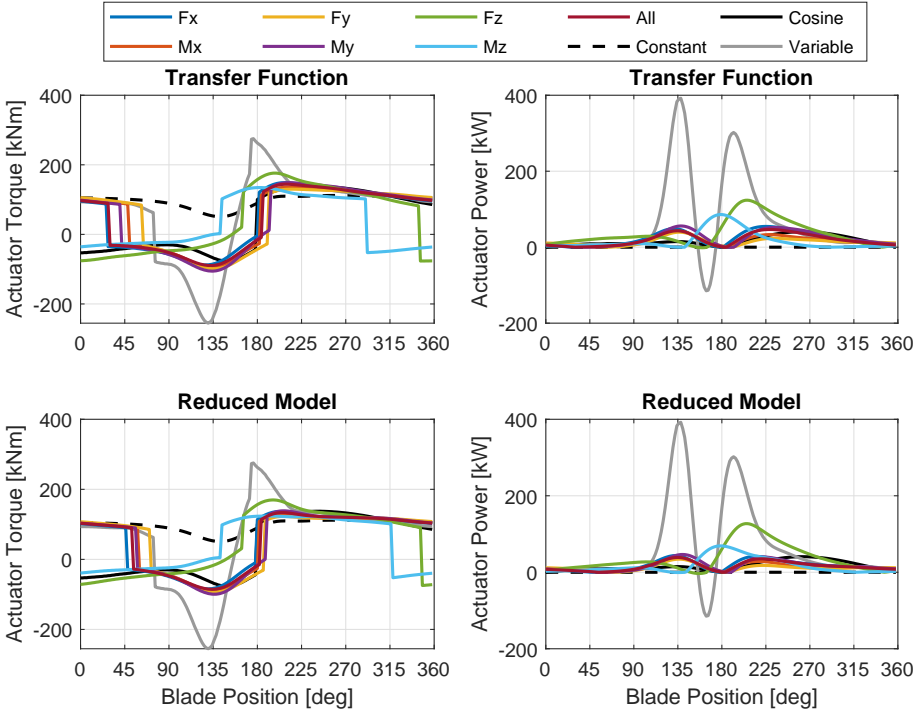 Fx Fy Fz All Cosine
Mx My Mz Constant Variable
Transfer Function
Actuator Torque [kNm]
400
200
0
-200
0 45 90 135 180 225 270 315 360
Transfer Function
Actuator Power [kW]
400
200
0
-200
0 45 90 135 180 225 270 315 360
Reduced Model
Actuator Torque [kNm]
400
200
0
-200
0 45 90 135 180 225 270 315 360
Blade Position [deg]
Reduced Model
Actuator Power [kW]
400
200
0
-200
0 45 90 135 180 225 270 315 360
Blade Position [deg]